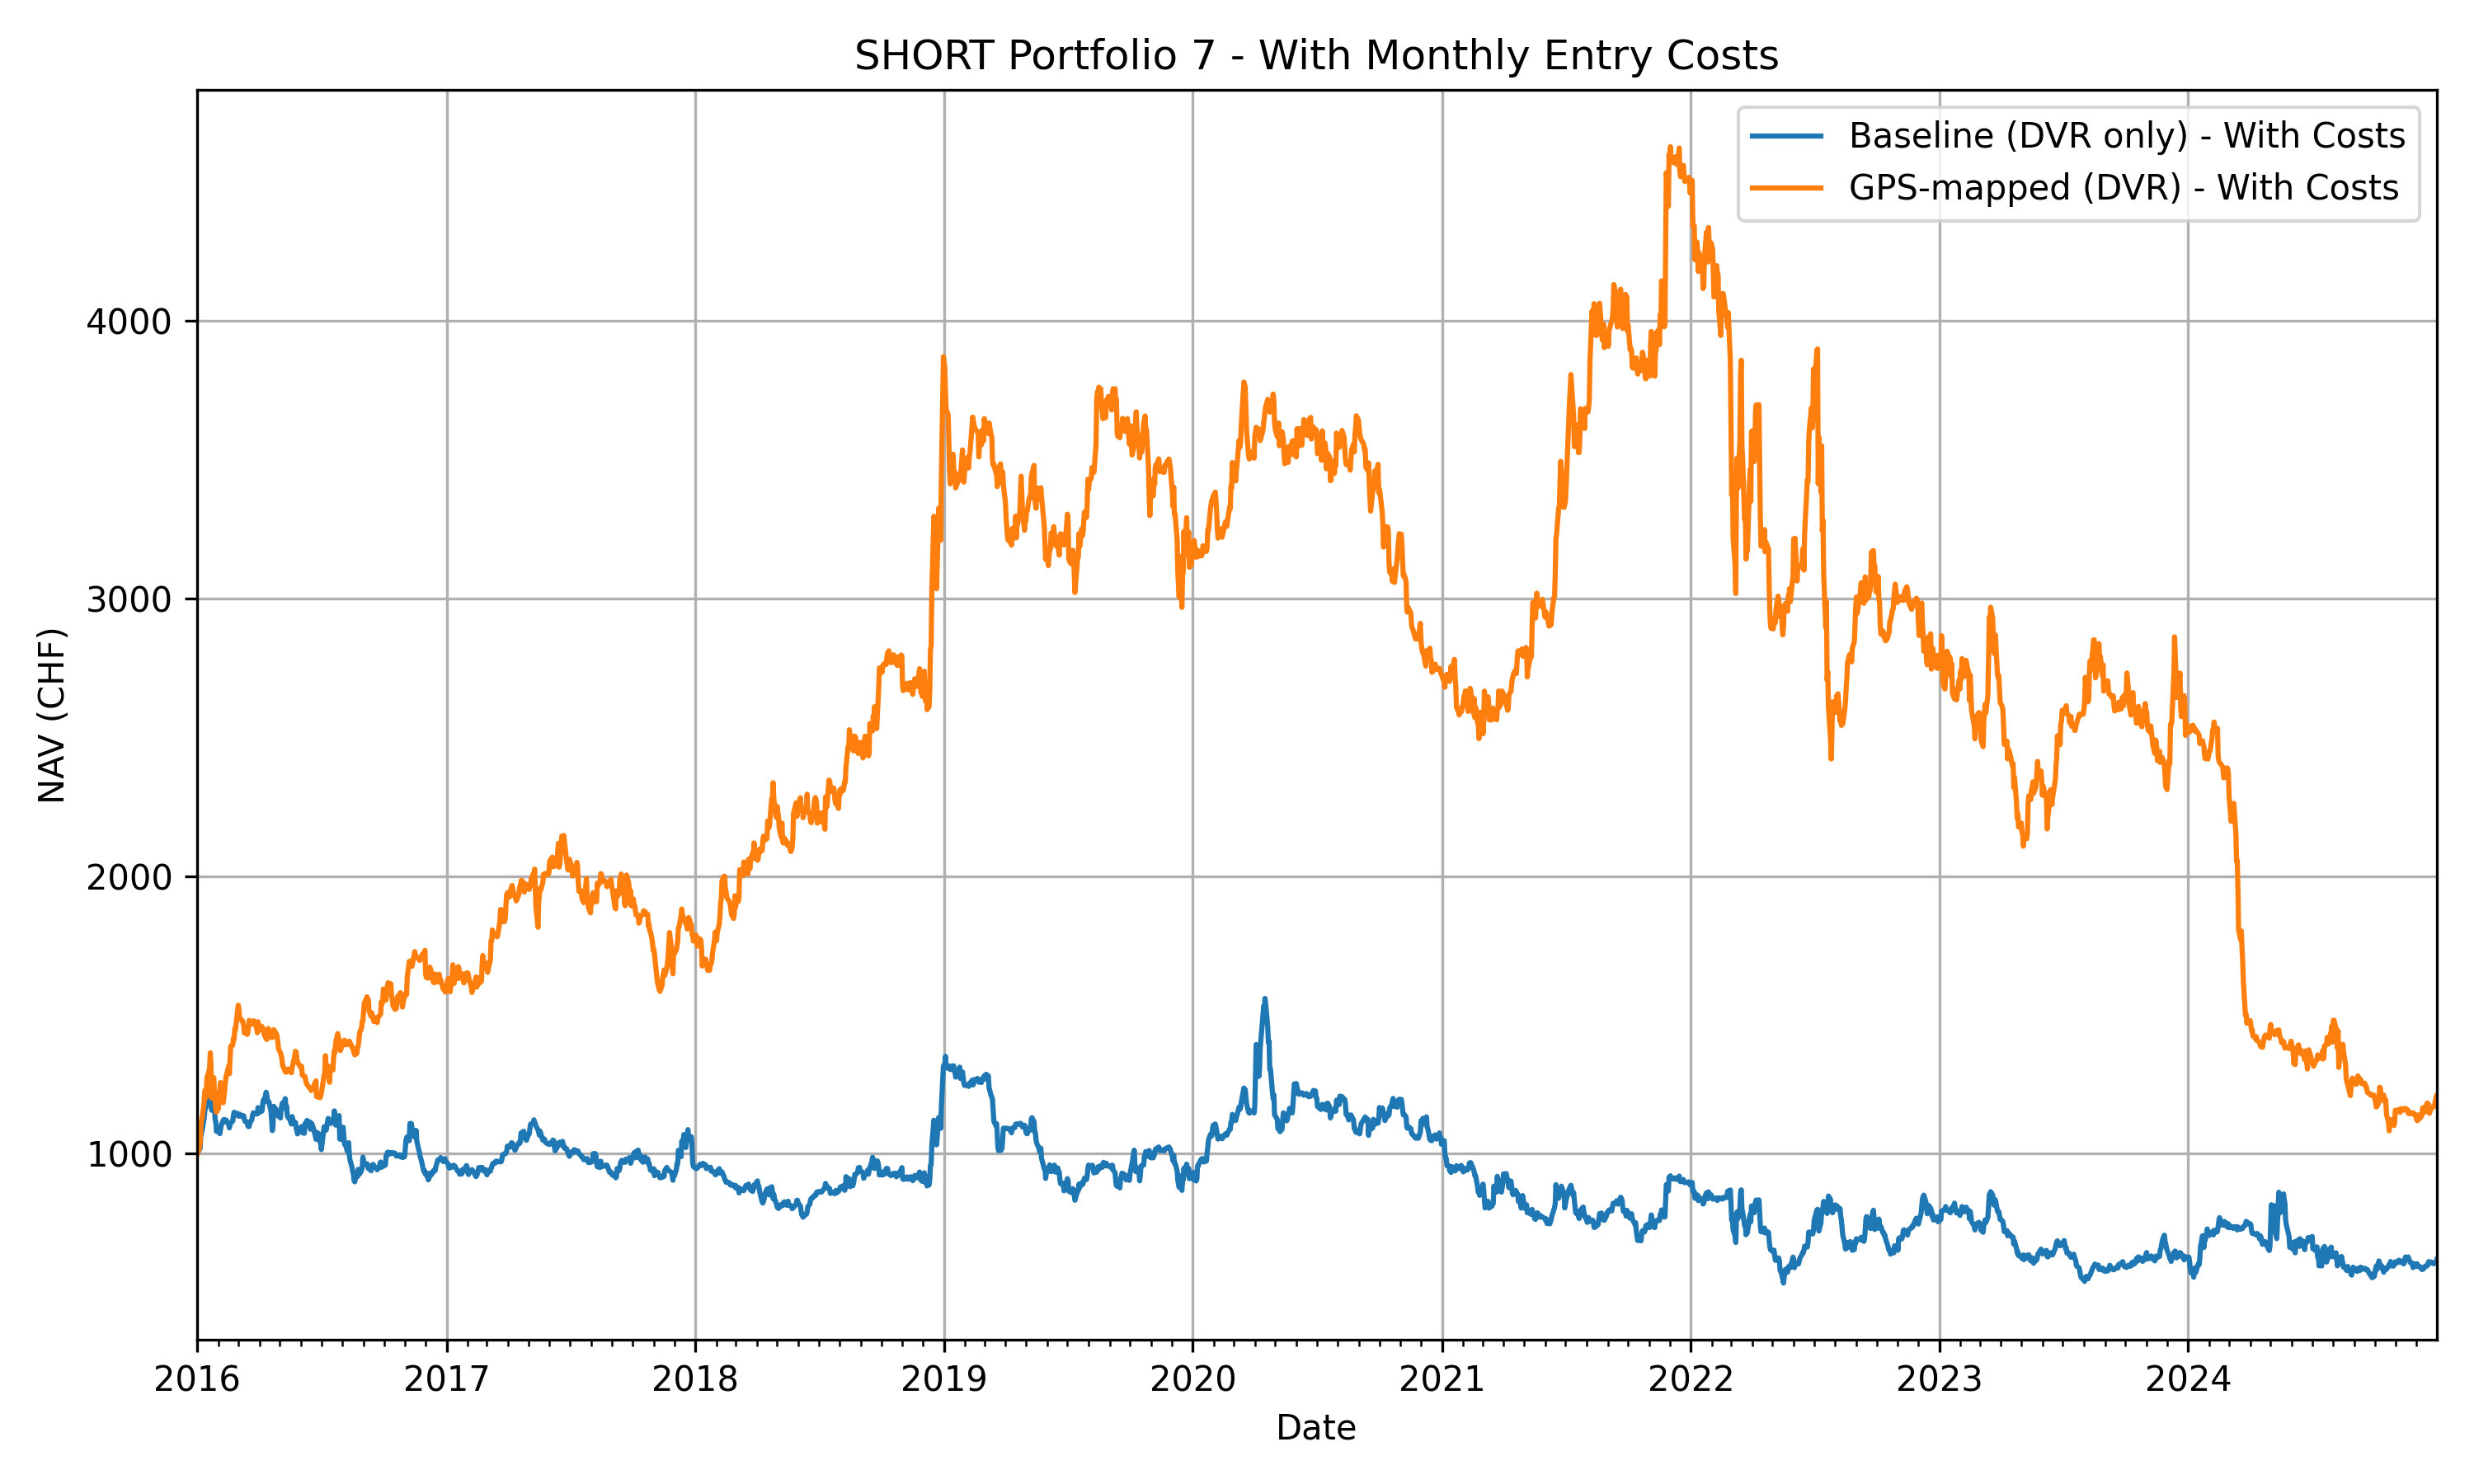 SHORT Portfolio 7 - With Monthly Entry Costs
Baseline (DVR only) - With Costs
GPS-mapped (DVR) - With Costs
NAV (CHF)
4000
3000
2000
1000
2016
2017
2018
2019
2020
2021
2022
2023
2024
Date